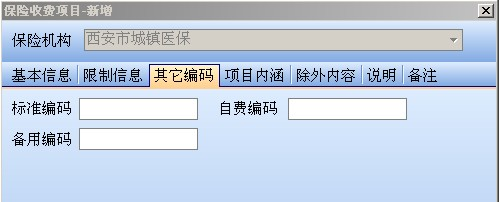 保险收费项目-新增
保险机构 西安市城镇医保
基本信息 限制信息 其它编码 项目内涵 除外内容 说明 备注
标准编码 自费编码
备用编码